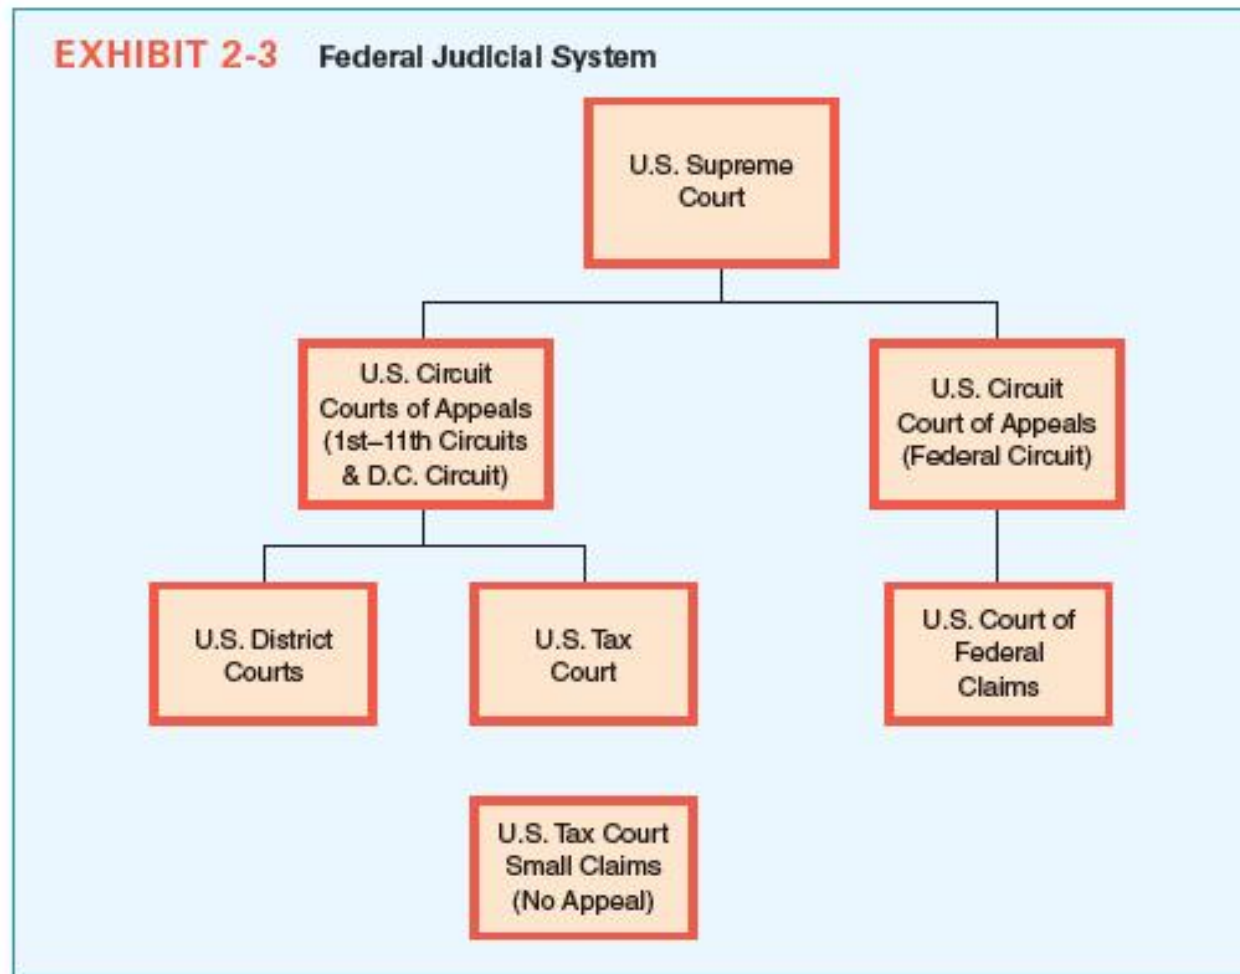 EXHIBIT 2-3 Federal Judicial System
U.S. Supreme
Court
U.S. Circuit
Courts of Appeals
(1st–11th Circuits
& D.C. Circuit)
U.S. Circuit
Court of Appeals
(Federal Circuit)
U.S. District
Courts
U.S. Tax
Court
U.S. Court of
Federal
Claims
U.S. Tax Court
Small Claims
(No Appeal)